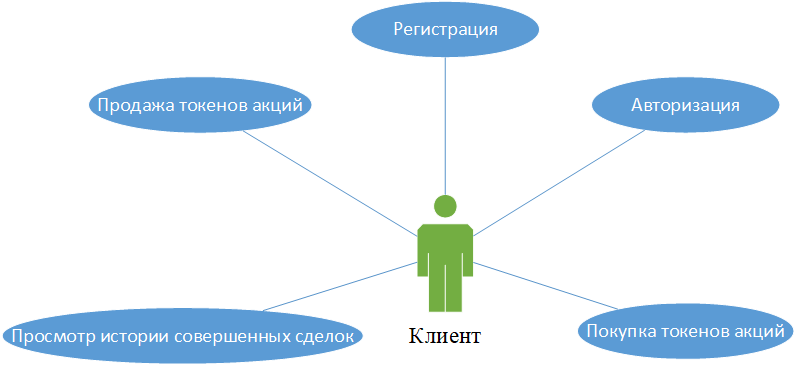 Регистрация
Продажа токенов акций
Авторизация
Просмотр истории совершенных сделок
Покупка токенов акций
Клиент